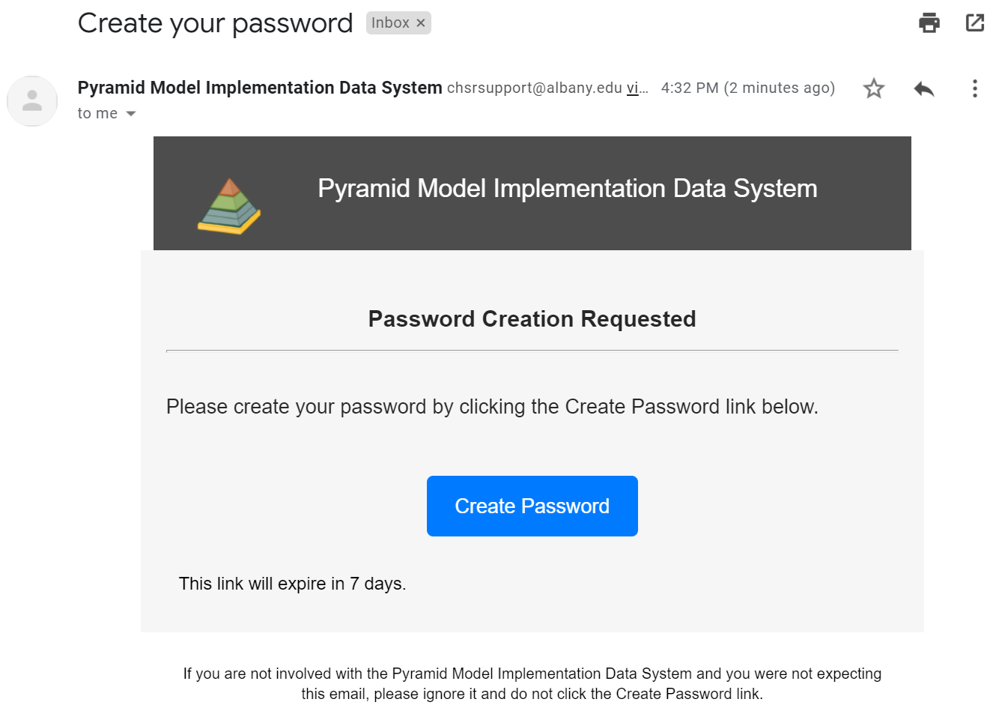 Create your password Inbox ×
Pyramid Model Implementation Data System chsrsupport@albany.edu vi... 4:32 PM (2 minutes ago)
to me
Pyramid Model Implementation Data System
Password Creation Requested
Please create your password by clicking the Create Password link below.
Create Password
This link will expire in 7 days.
If you are not involved with the Pyramid Model Implementation Data System and you were not expecting
this email, please ignore it and do not click the Create Password link.